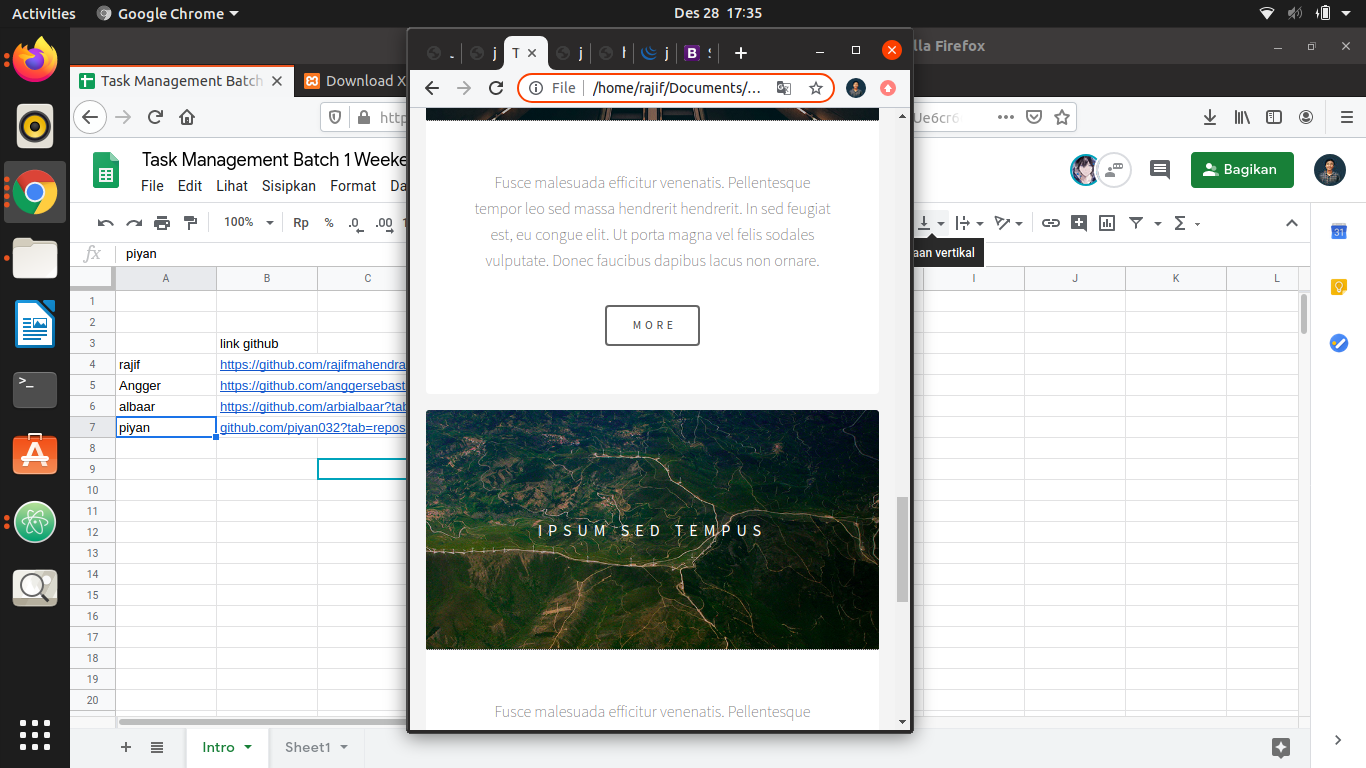 Activities
Google Chrome
Des 28 17:35
lla Firefox
Task Management Batch
Download X
T
File
/home/rajif/Documents/...
Task Management Batch 1 Weeke
File Edit Lihat Sisipkan Format
Bagikan
100%
Rp
%
.0
.00
Σ
aan vertikal
fx
piyan
A B C I J K L
1
2
3 link github
4 rajif https://github.com/rajifmahendra
5 Angger https://github.com/anggersebast
6 albaar https://github.com/arbialbaar?tab
7 piyan github.com/piyan032?tab=repos
8
9
10
11
12
13
14
15
16
17
18
19
20
Fusce malesuada efficitur venenatis. Pellentesque
tempor leo sed massa hendrerit hendrerit. In sed feugiat
est, eu congue elit. Ut porta magna vel felis sodales
vulputate. Donec faucibus dapibus lacus non ornare.
MORE
IPSUM SED TEMPUS
Fusce malesuada efficitur venenatis. Pellentesque
Intro
Sheet1